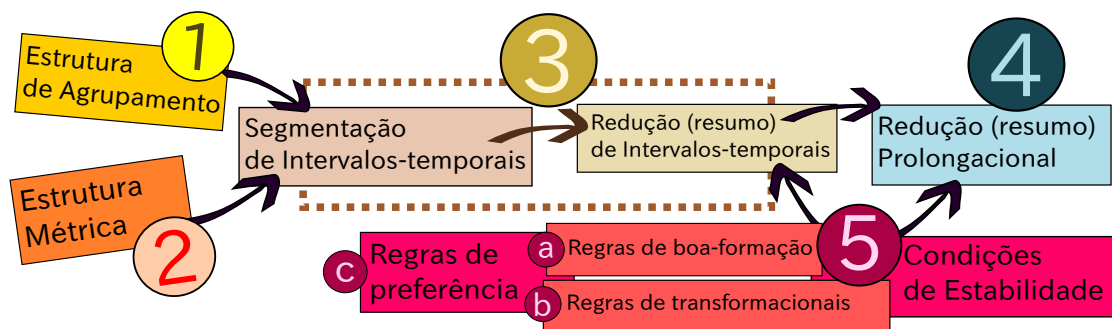 1
Estrutura
de Agrupamento
2
Estrutura
Métrica
3
Segmentação
de Intervalos-temporais
Redução (resumo)
de Intervalos-temporais
4
Redução (resumo)
Prolongacional
5
Condições
de Estabilidade
a
Regras de boa-formação
b
Regras de transformacionais
c
Regras de
preferência